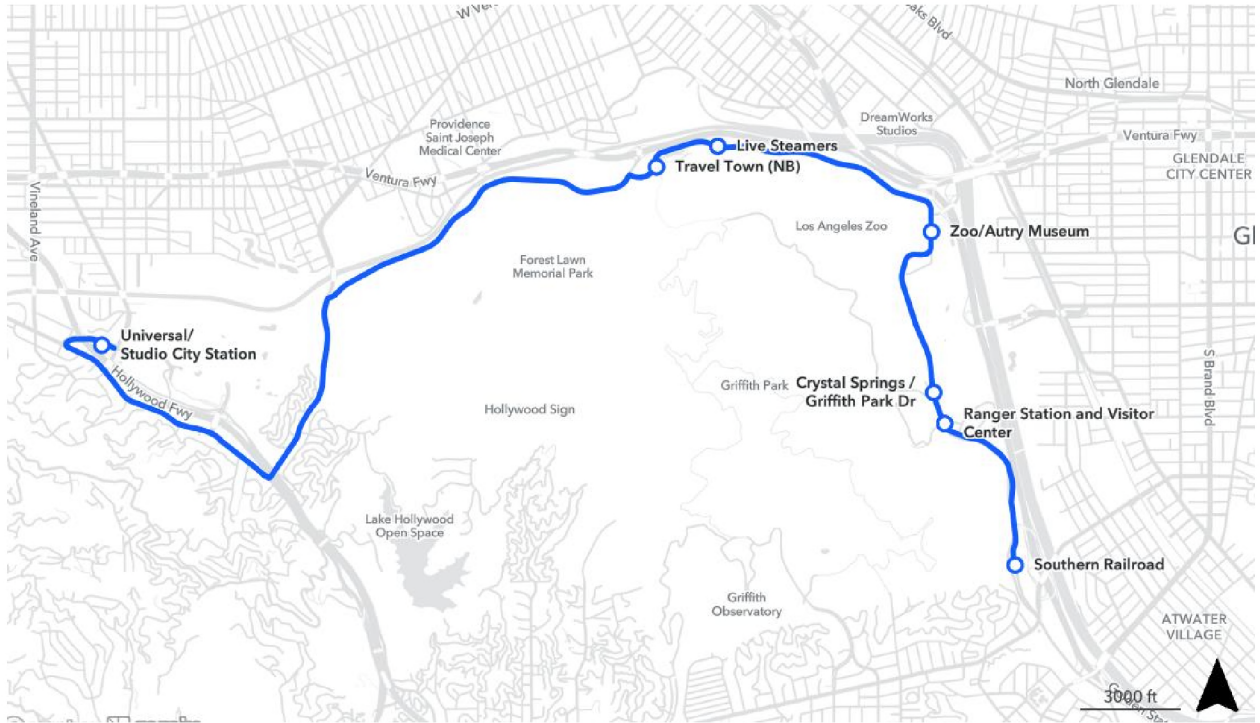 North Glendale
DreamWorks
Studios
Providence
Saint Joseph
Medical Center
Ventura Fwy
Live Steamers
Travel Town (NB)
Ventura Fwy
GLENDALE
CITY CENTER
Vineland Ave
Los Angeles Zoo
Zoo/Autry Museum
Forest Lawn
Memorial Park
Universal/
Studio City Station
Hollywood Fwy
Hollywood Sign
Griffith Park
Crystal Springs /
Griffith Park Dr
Ranger Station and Visitor
Center
S Brand Blvd
Lake Hollywood
Open Space
Southern Railroad
Griffith
Observatory
ATWATER
VILLAGE
3000 ft